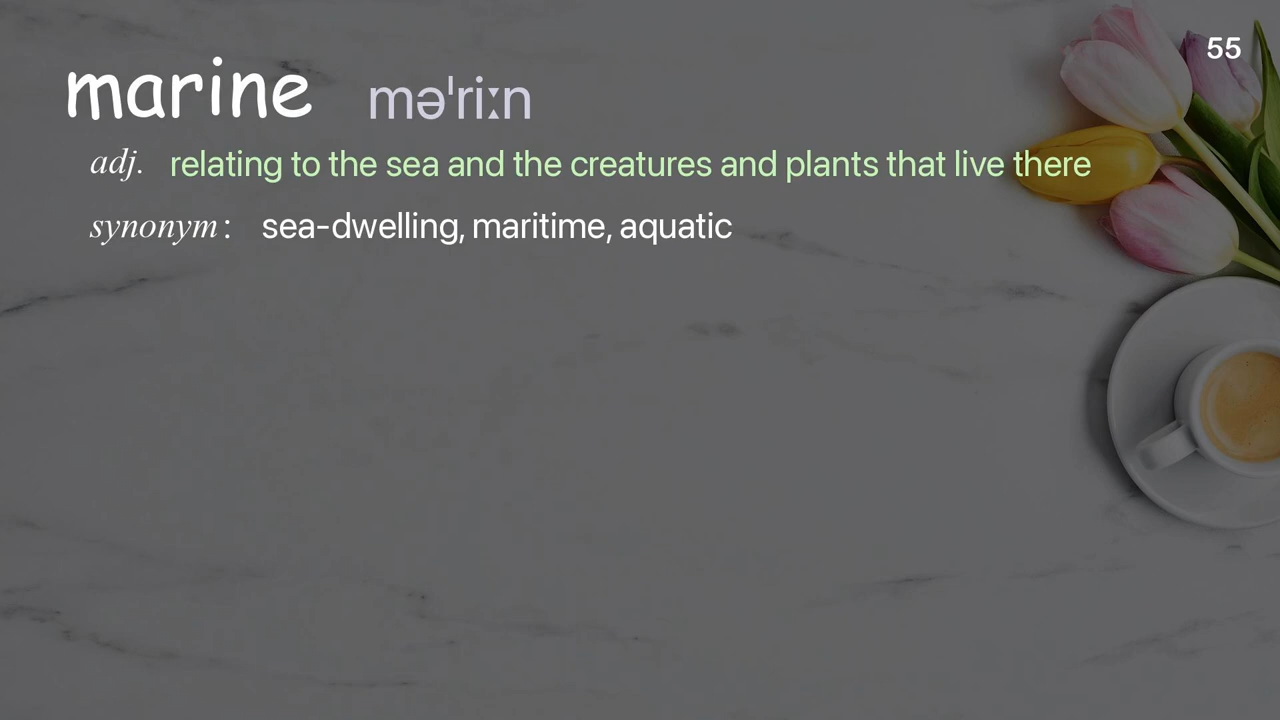 55
marine məˈriːn
adj. relating to the sea and the creatures and plants that live there
synonym: sea-dwelling, maritime, aquatic